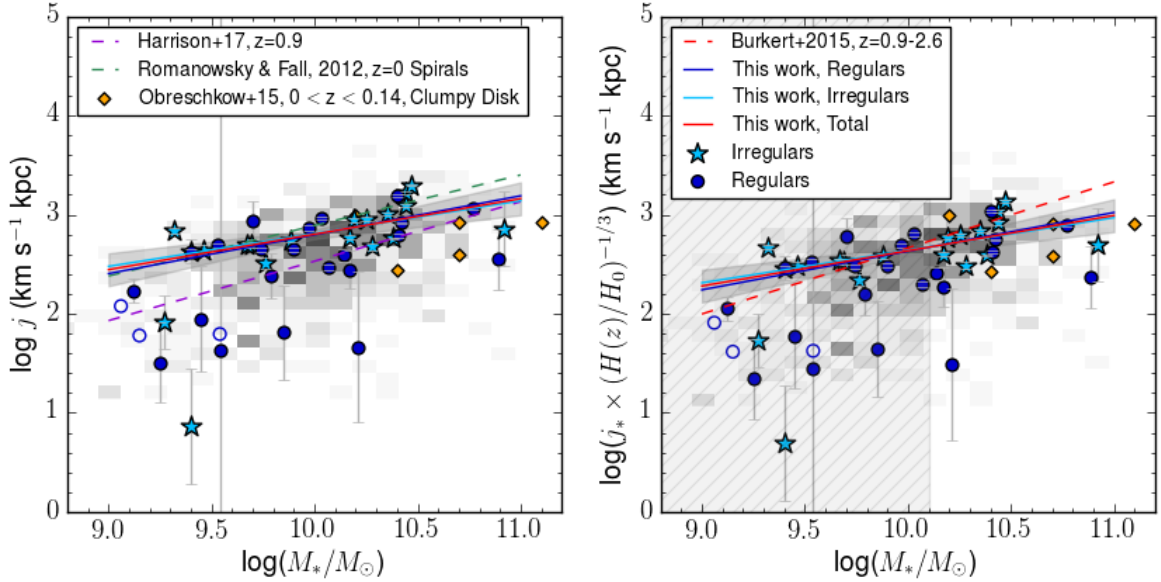 Harrison+17, z=0.9
Romanowsky & Fall, 2012, z=0 Spirals
Obreschkow+15, 0 < z < 0.14, Clumpy Disk
log j (km s⁻¹ kpc)
5
4
3
2
1
0
9.0 9.5 10.0 10.5 11.0
log(M*/M⊙)
Burkert+2015, z=0.9-2.6
This work, Regulars
This work, Irregulars
This work, Total
Irregulars
Regulars
log(j* × (H(z)/H₀)^−1/3) (km s⁻¹ kpc)
5
4
3
2
1
0
9.0 9.5 10.0 10.5 11.0
log(M*/M⊙)